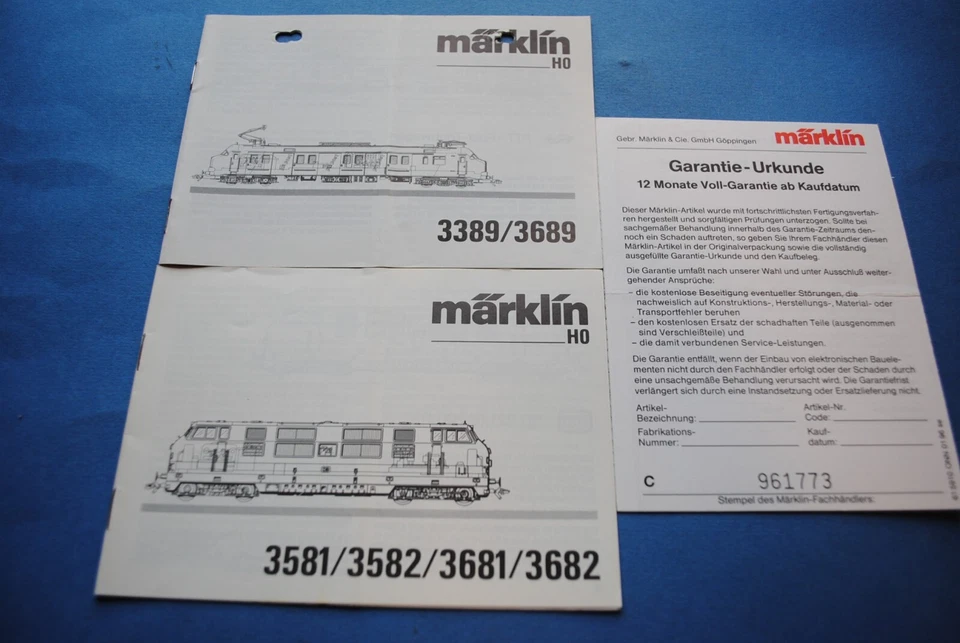 märklin
H0
3389/3689
märklin
H0
3581/3582/3681/3682
Gebr. Märklin & Cie. GmbH Göppingen
märklin
Garantie-Urkunde
12 Monate Voll-Garantie ab Kaufdatum
Dieser Märklin-Artikel wurde mit fortschrittlichsten Fertigungsverfah-
ren hergestellt und sorgfältigen Prüfungen unterzogen. Sollte bei
sachgemäßer Behandlung innerhalb des Garantie-Zeitraums den-
noch ein Schaden auftreten, so geben Sie Ihrem Fachhändler diesen
Märklin-Artikel in der Originalverpackung sowie die vollständig
ausgefüllte Garantie-Urkunde und den Kaufbeleg.
Die Garantie umfaßt nach unserer Wahl und unter Ausschluß weiter-
gehender Ansprüche:
– die kostenlose Beseitigung eventueller Störungen, die
nachweislich auf Konstruktions-, Herstellungs-, Material- oder
Transportfehler beruhen
– den kostenlosen Ersatz der schadhaften Teile (ausgenommen
sind Verschleißteile) und
– die damit verbundenen Service-Leistungen.
Die Garantie entfällt, wenn der Einbau von elektronischen Bauele-
menten nicht durch den Fachhändler erfolgt oder der Schaden durch
eine unsachgemäße Behandlung verursacht wird. Die Garantiefrist
verlängert sich durch eine Instandsetzung oder Ersatzlieferung nicht.
Artikel-
Bezeichnung:
Artikel-Nr.
Code:
Fabrikations-
Nummer:
Kauf-
datum:
C 961773
Stempel des Märklin-Fachhändlers: